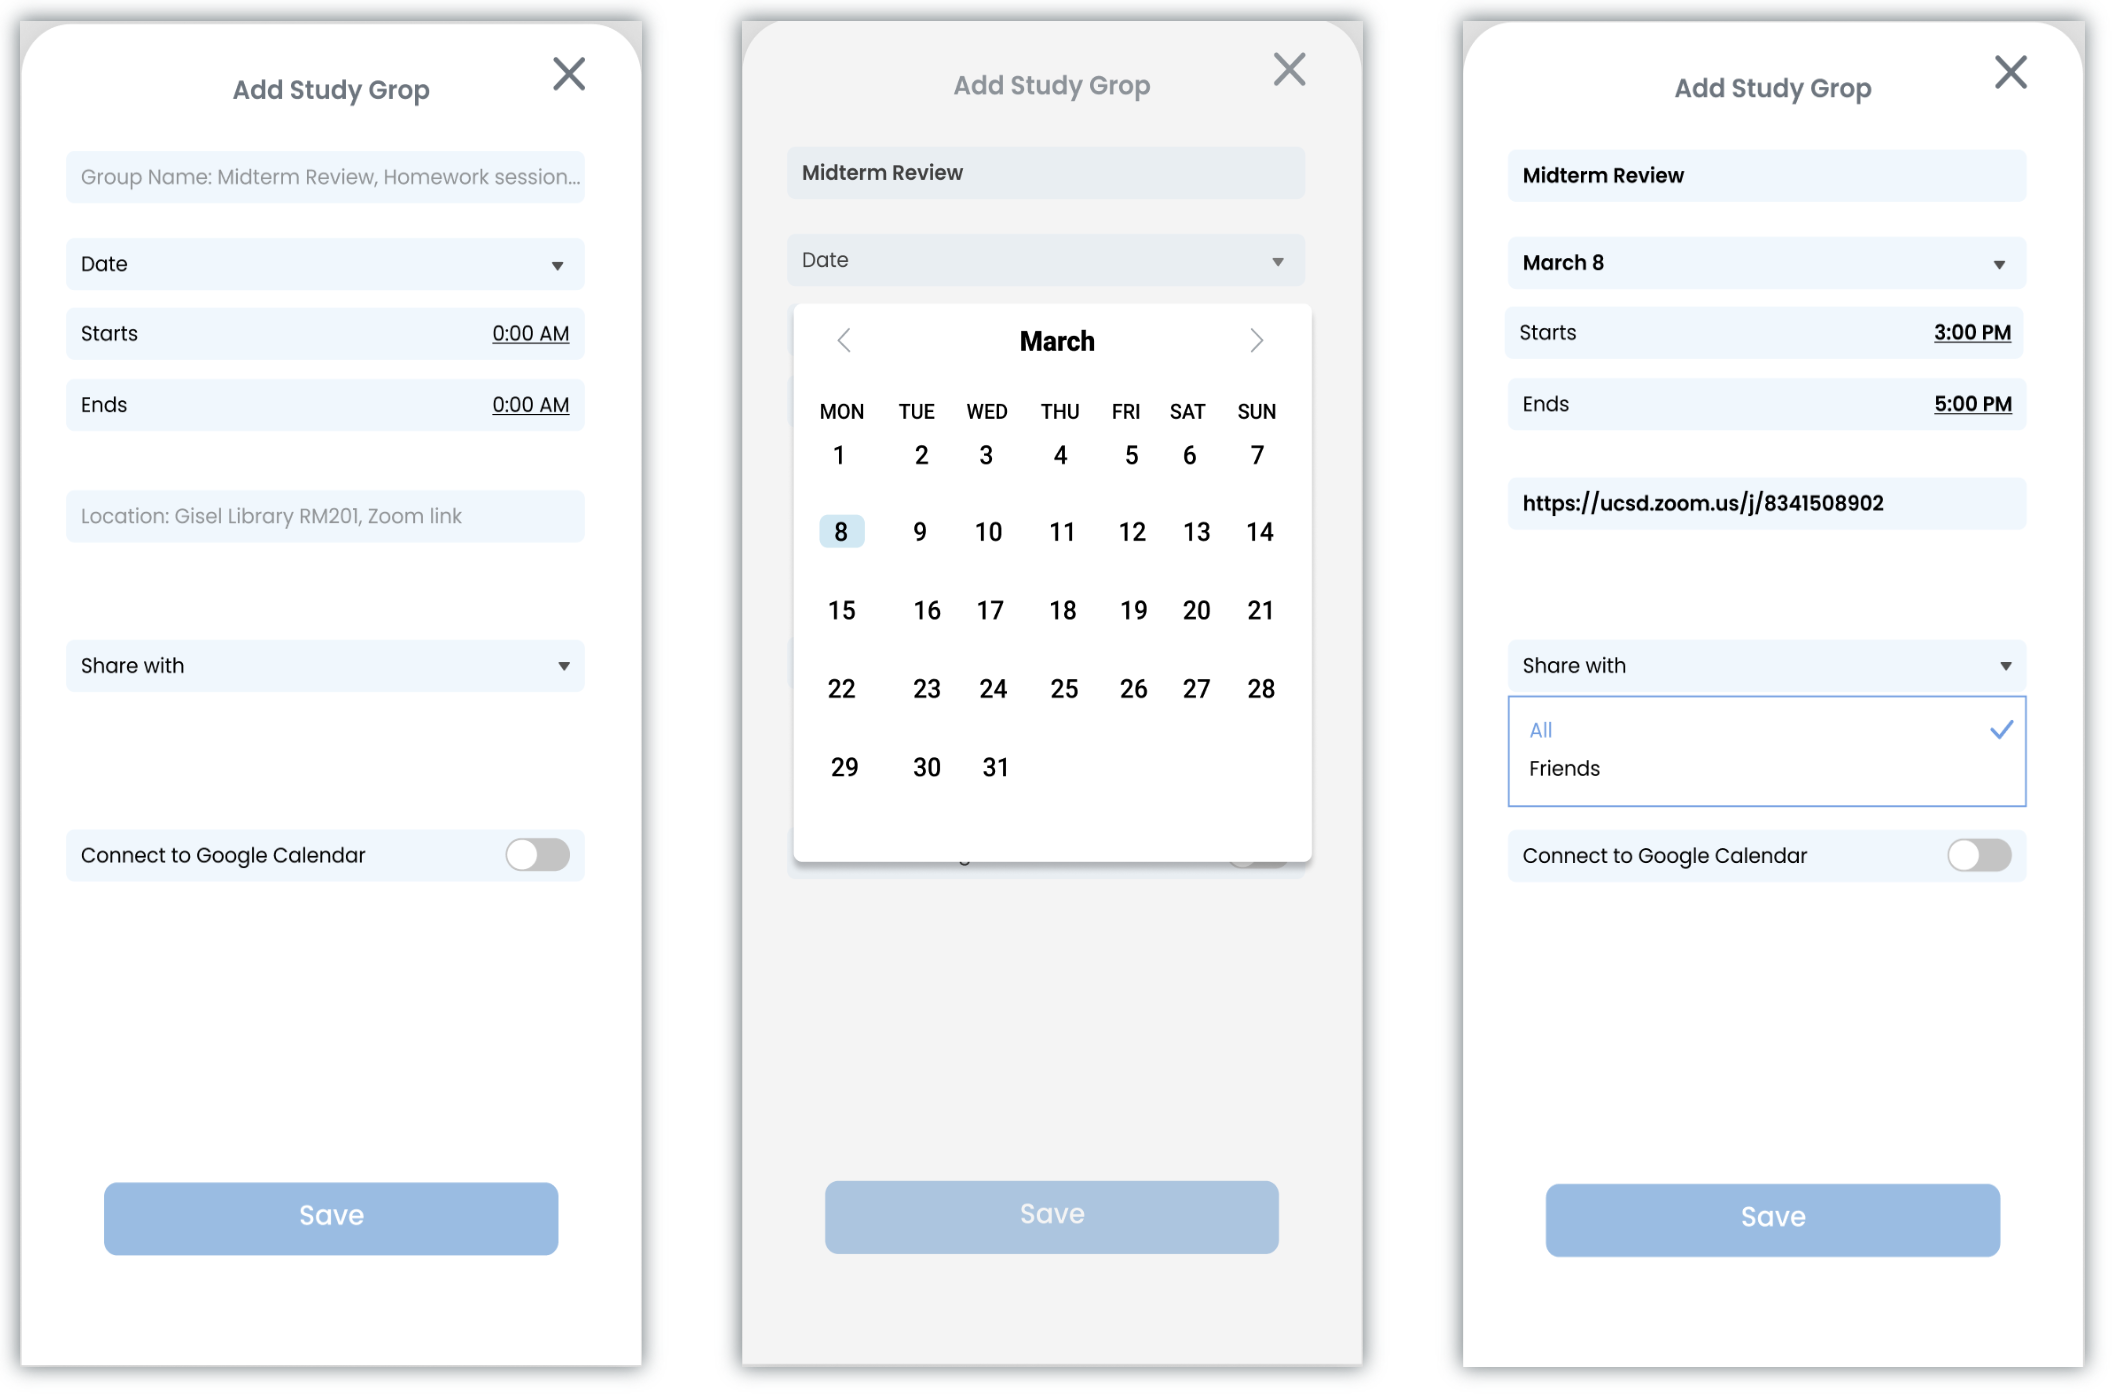 Add Study Grop
Group Name: Midterm Review, Homework session...
Date
Starts 0:00 AM
Ends 0:00 AM
Location: Gisel Library RM201, Zoom link
Share with
Connect to Google Calendar
Save
Add Study Grop
Midterm Review
Date
March
MON TUE WED THU FRI SAT SUN
1 2 3 4 5 6 7
8 9 10 11 12 13 14
15 16 17 18 19 20 21
22 23 24 25 26 27 28
29 30 31
Save
Add Study Grop
Midterm Review
March 8
Starts 3:00 PM
Ends 5:00 PM
https://ucsd.zoom.us/j/8341508902
Share with
All
Friends
Connect to Google Calendar
Save